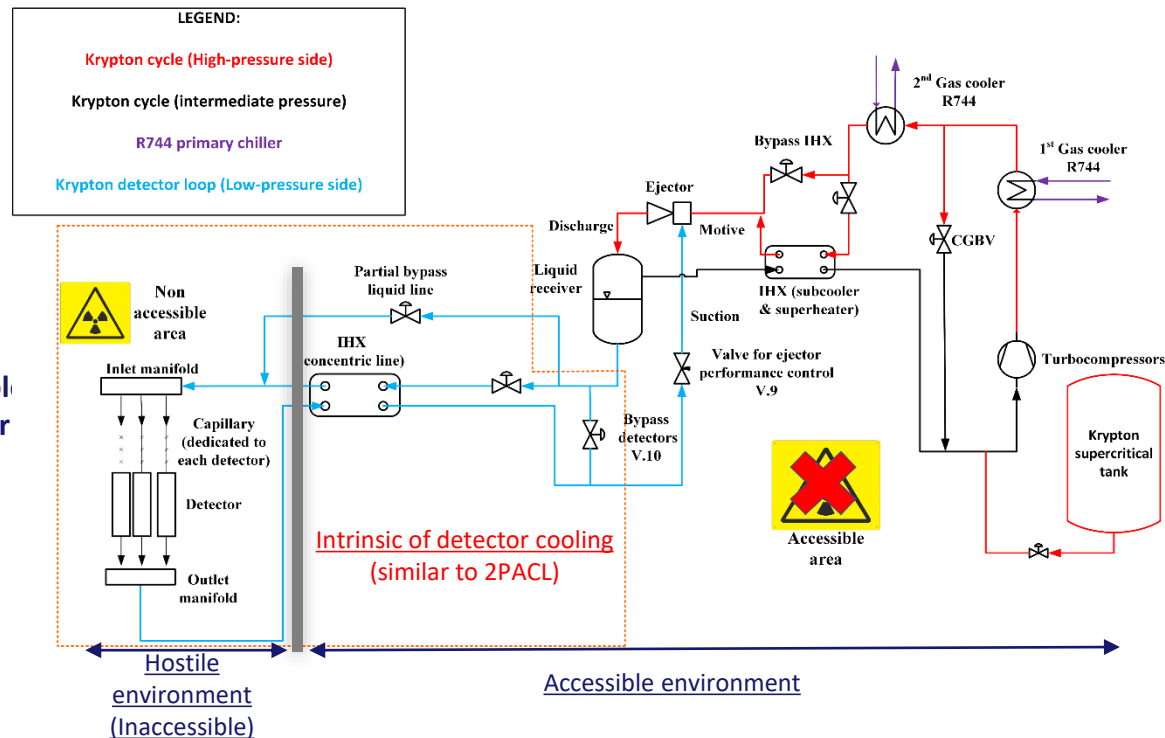 LEGEND:
Krypton cycle (High-pressure side)
Krypton cycle (intermediate pressure)
R744 primary chiller
Krypton detector loop (Low-pressure side)
2nd Gas cooler
R744
1st Gas cooler
R744
Bypass IHX
Ejector
Discharge
Motive
CGBV
Liquid
receiver
IHX (subcooler
& superheater)
Suction
Partial bypass
liquid line
Non
accessible
area
IHX
(concentric line)
Valve for ejector
performance control
V.9
Turbocompressors
Inlet manifold
Capillary
(dedicated to
each detector)
Bypass
detectors
V.10
Krypton
supercritical
tank
Detector
Intrinsic of detector cooling
(similar to 2PACL)
Accessible
area
Outlet
manifold
Hostile
environment
(Inaccessible)
Accessible environment